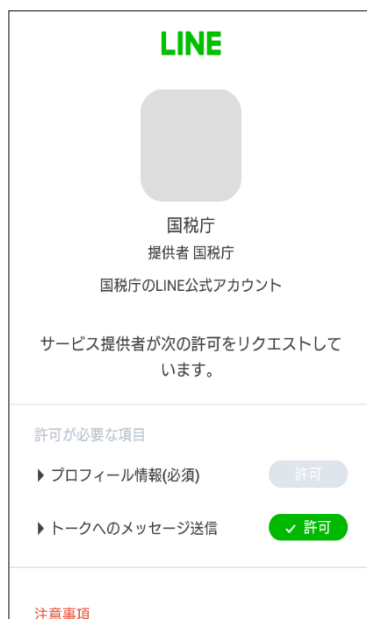 LINE
国税庁
提供者 国税庁
国税庁のLINE公式アカウント
サービス提供者が次の許可をリクエストして
います。
許可が必要な項目
プロフィール情報(必須)
許可
トークへのメッセージ送信
許可
注意事項